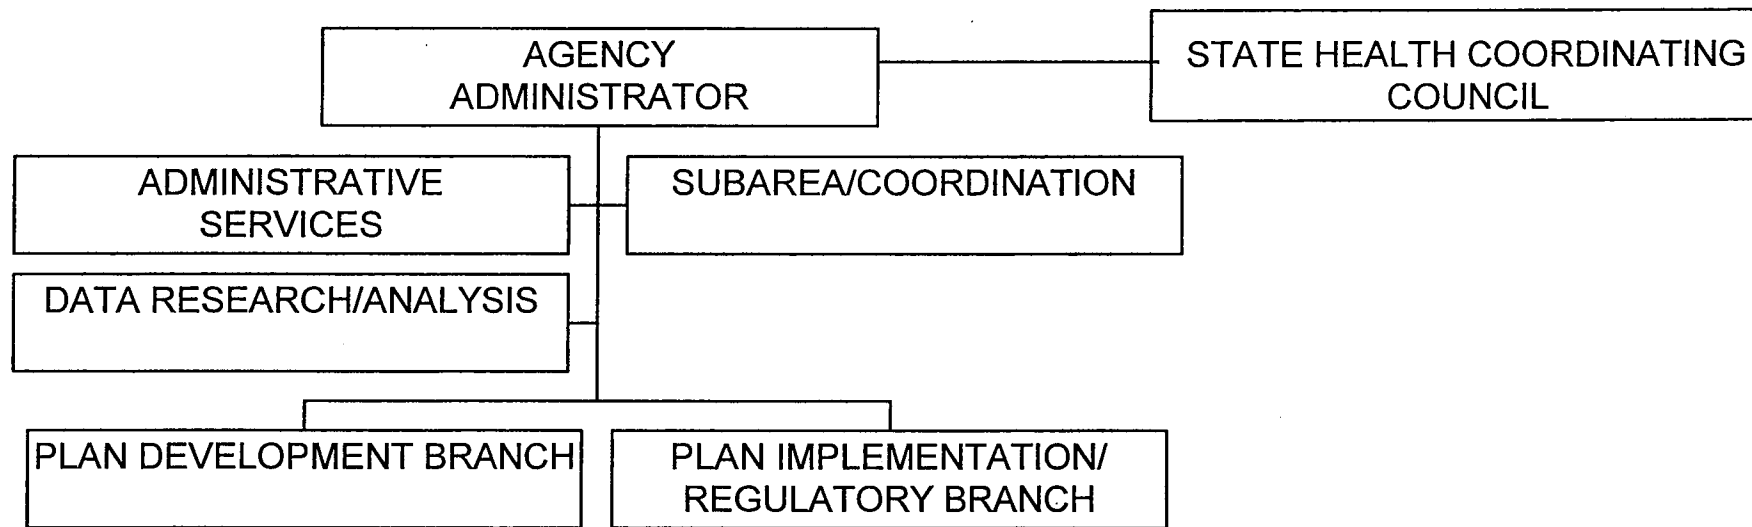 AGENCY
ADMINISTRATOR
STATE HEALTH COORDINATING
COUNCIL
ADMINISTRATIVE
SERVICES
SUBAREA/COORDINATION
DATA RESEARCH/ANALYSIS
PLAN DEVELOPMENT BRANCH
PLAN IMPLEMENTATION/
REGULATORY BRANCH